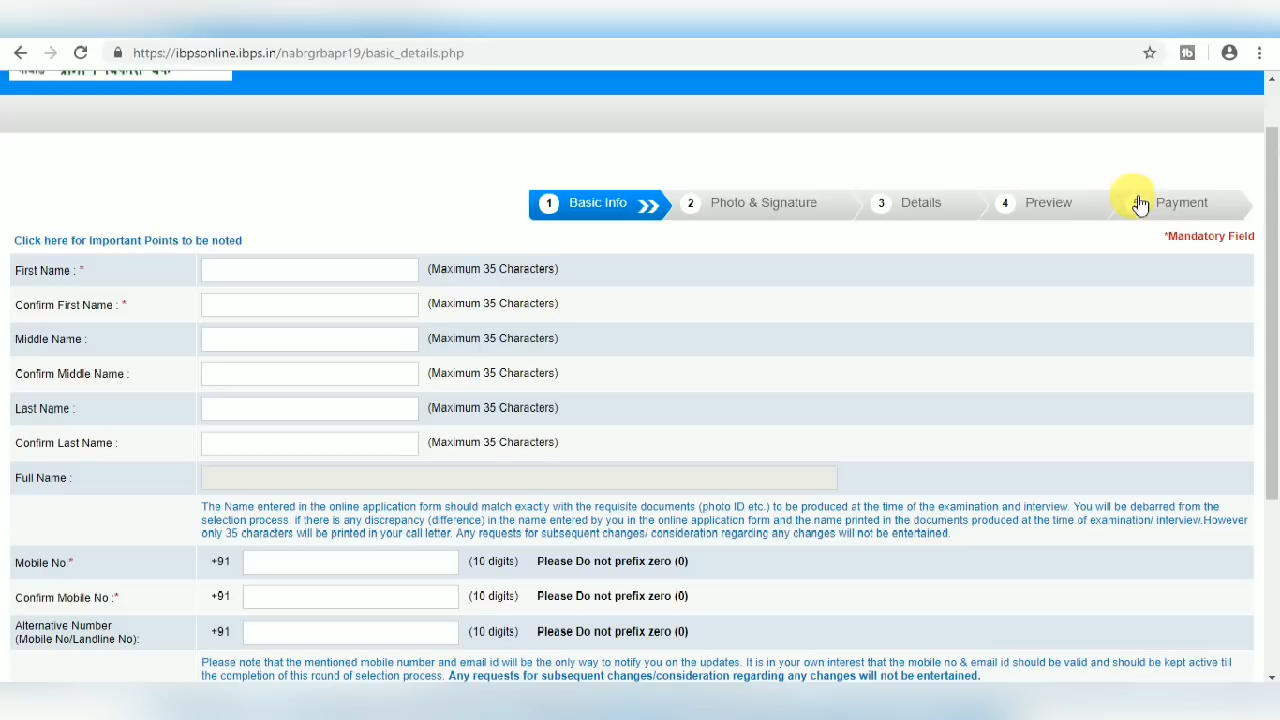 https://ibpsonline.ibps.in/nabrgrbapr19/basic_details.php
1 Basic Info
2 Photo & Signature
3 Details
4 Preview
Payment
Click here for Important Points to be noted
*Mandatory Field
First Name : * (Maximum 35 Characters)
Confirm First Name : * (Maximum 35 Characters)
Middle Name : (Maximum 35 Characters)
Confirm Middle Name : (Maximum 35 Characters)
Last Name : (Maximum 35 Characters)
Confirm Last Name : (Maximum 35 Characters)
Full Name :
The Name entered in the online application form should match exactly with the requisite documents (photo ID etc.) to be produced at the time of the examination and interview. You will be debarred from the
selection process if there is any discrepancy (difference) in the name entered by you in the online application form and the name printed in the documents produced at the time of examination/ interview.However
only 35 characters will be printed in your call letter. Any requests for subsequent changes/ consideration regarding any changes will not be entertained.
Mobile No * +91 (10 digits) Please Do not prefix zero (0)
Confirm Mobile No :* +91 (10 digits) Please Do not prefix zero (0)
Alternative Number
(Mobile No/Landline No): +91 (10 digits) Please Do not prefix zero (0)
Please note that the mentioned mobile number and email id will be the only way to notify you on the updates. It is in your own interest that the mobile no & email id should be valid and should be kept active till
the completion of this round of selection process. Any requests for subsequent changes/consideration regarding any changes will not be entertained.